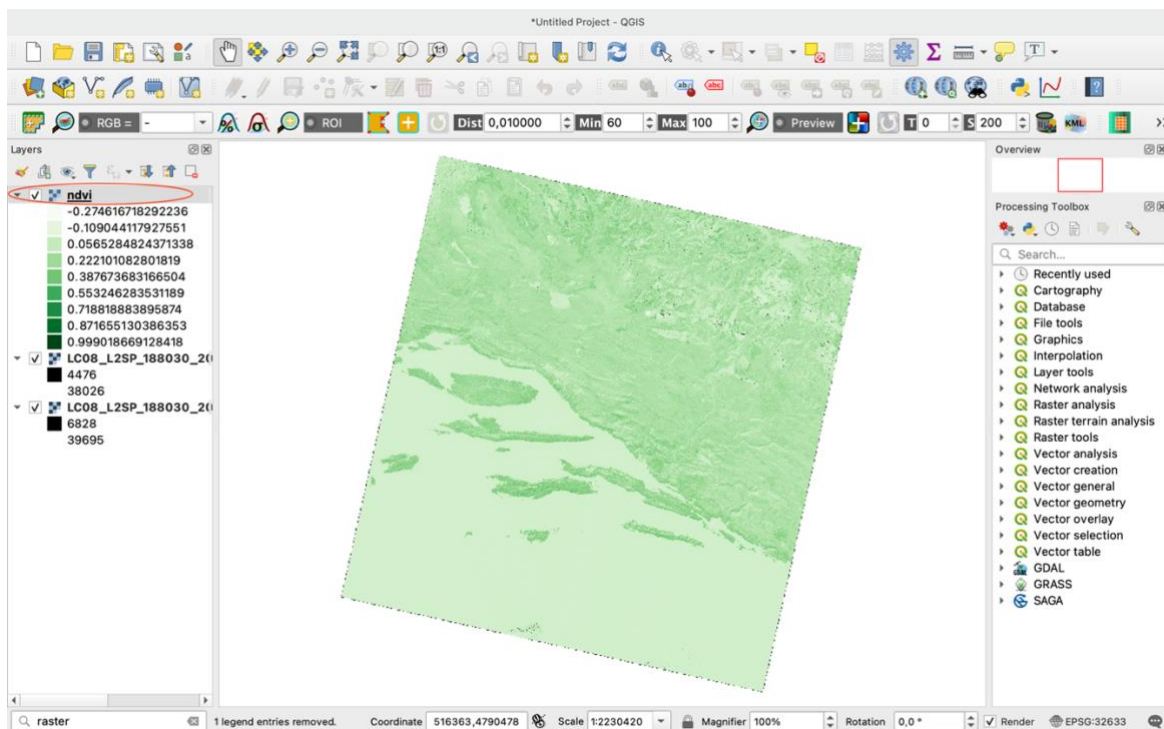 *Untitled Project - QGIS
RGB = -
ROI
Dist 0,010000
Min 60
Max 100
Preview
T 0
S 200
KML
Layers
ndvi
-0.274616718292236
-0.109044117927551
0.0565284824371338
0.222101082801819
0.387673683166504
0.553246283531189
0.718818883895874
0.871655130386353
0.999018669128418
LC08_L2SP_188030_20
4476
38026
LC08_L2SP_188030_20
6828
39695
Overview
Processing Toolbox
Search...
Recently used
Cartography
Database
File tools
Graphics
Interpolation
Layer tools
Network analysis
Raster analysis
Raster terrain analysis
Raster tools
Vector analysis
Vector creation
Vector general
Vector geometry
Vector overlay
Vector selection
Vector table
GDAL
GRASS
SAGA
raster
1 legend entries removed.
Coordinate 516363,4790478
Scale 1:2230420
Magnifier 100%
Rotation 0,0 °
Render
EPSG:32633